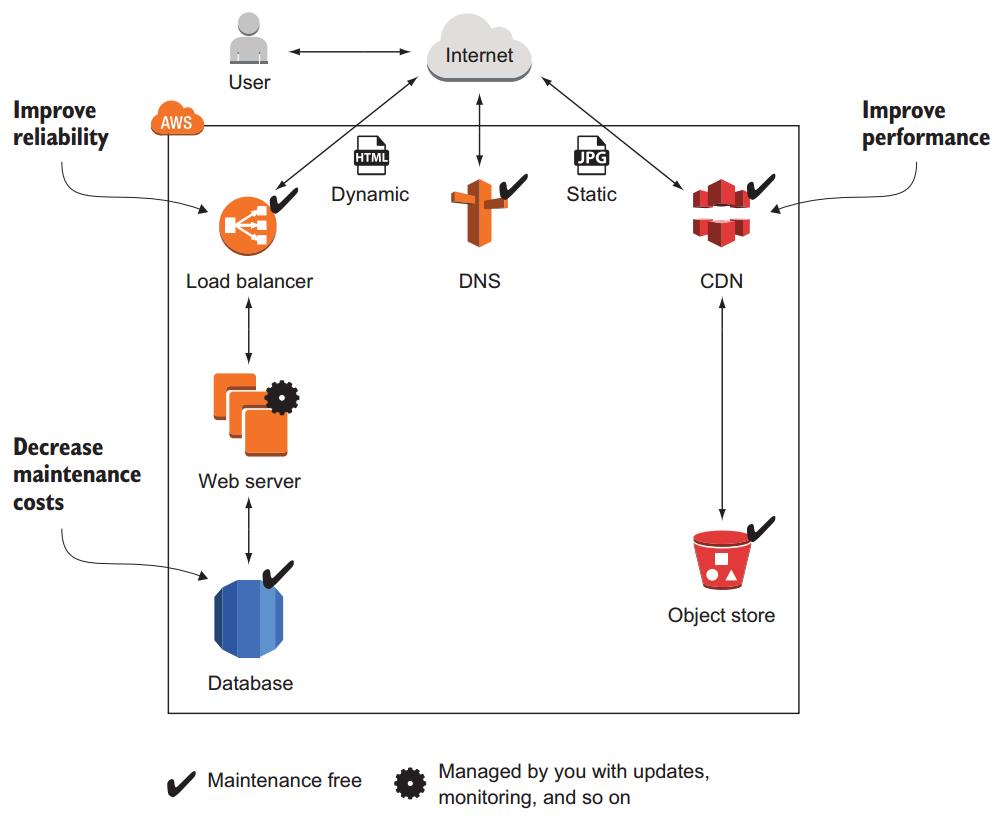 User
Internet
Improve
reliability
AWS
Improve
performance
HTML
Dynamic
JPG
Static
Load balancer
DNS
CDN
Web server
Decrease
maintenance
costs
Object store
Database
Maintenance free
Managed by you with updates,
monitoring, and so on